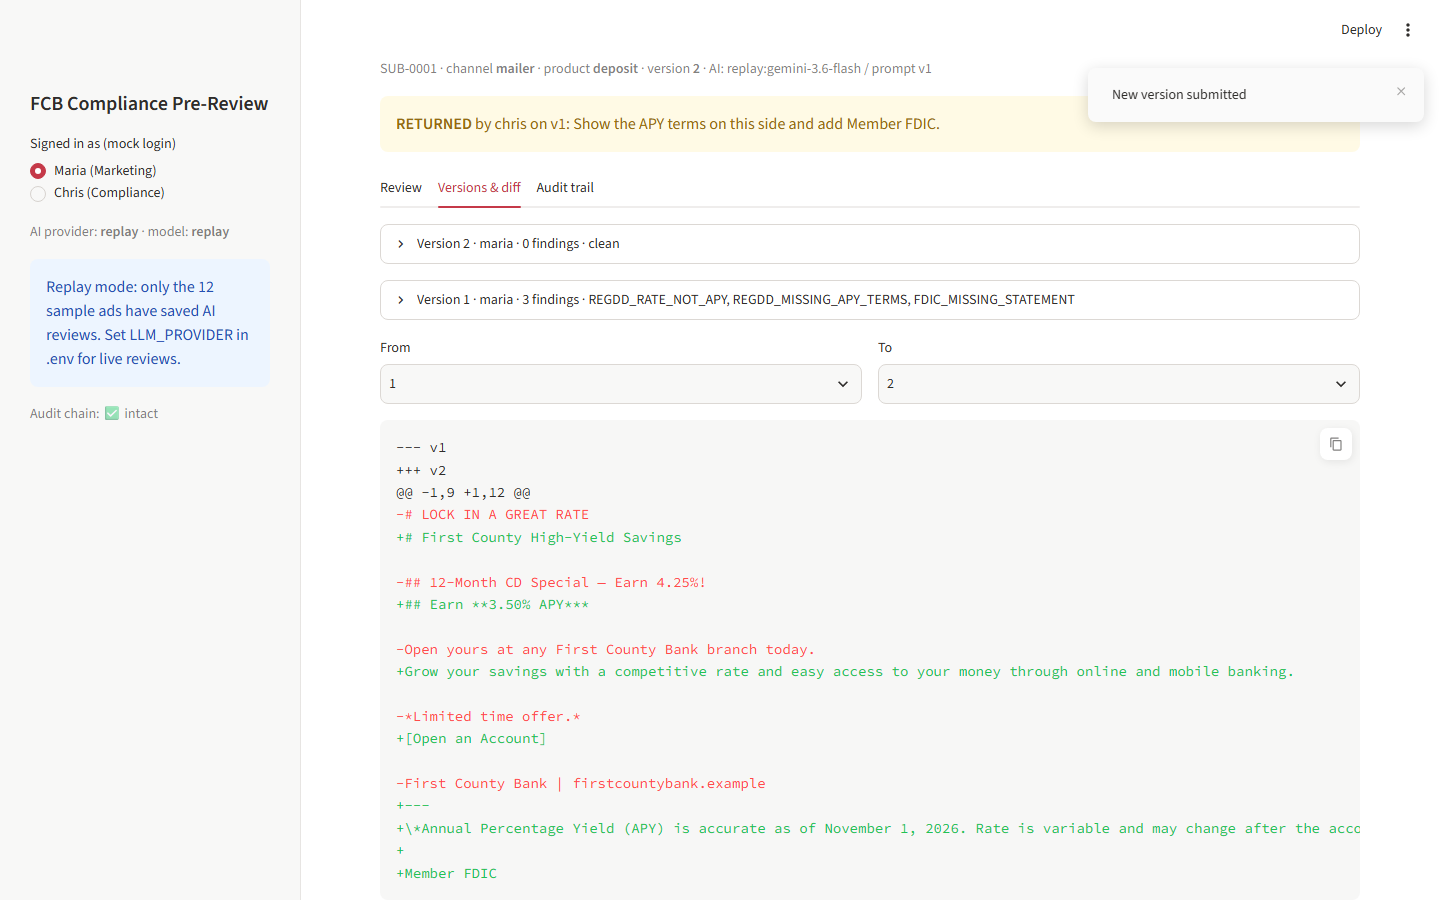 Deploy
SUB-0001 · channel mailer · product deposit · version 2 · AI: replay:gemini-3.6-flash / prompt v1
New version submitted
FCB Compliance Pre-Review
RETURNED by chris on v1: Show the APY terms on this side and add Member FDIC.
Signed in as (mock login)
Maria (Marketing)
Chris (Compliance)
AI provider: replay · model: replay
Replay mode: only the 12
sample ads have saved AI
reviews. Set LLM_PROVIDER in
.env for live reviews.
Audit chain: ✅ intact
Review Versions & diff Audit trail
Version 2 · maria · 0 findings · clean
Version 1 · maria · 3 findings · REGDD_RATE_NOT_APY, REGDD_MISSING_APY_TERMS, FDIC_MISSING_STATEMENT
From To
1 2
--- v1
+++ v2
@@ -1,9 +1,12 @@
-# LOCK IN A GREAT RATE
+# First County High-Yield Savings
-## 12-Month CD Special — Earn 4.25%!
+## Earn **3.50% APY***
-Open yours at any First County Bank branch today.
+Grow your savings with a competitive rate and easy access to your money through online and mobile banking.
-*Limited time offer.*
+[Open an Account]
-First County Bank | firstcountybank.example
+---
+\*Annual Percentage Yield (APY) is accurate as of November 1, 2026. Rate is variable and may change after the acco
+
+Member FDIC